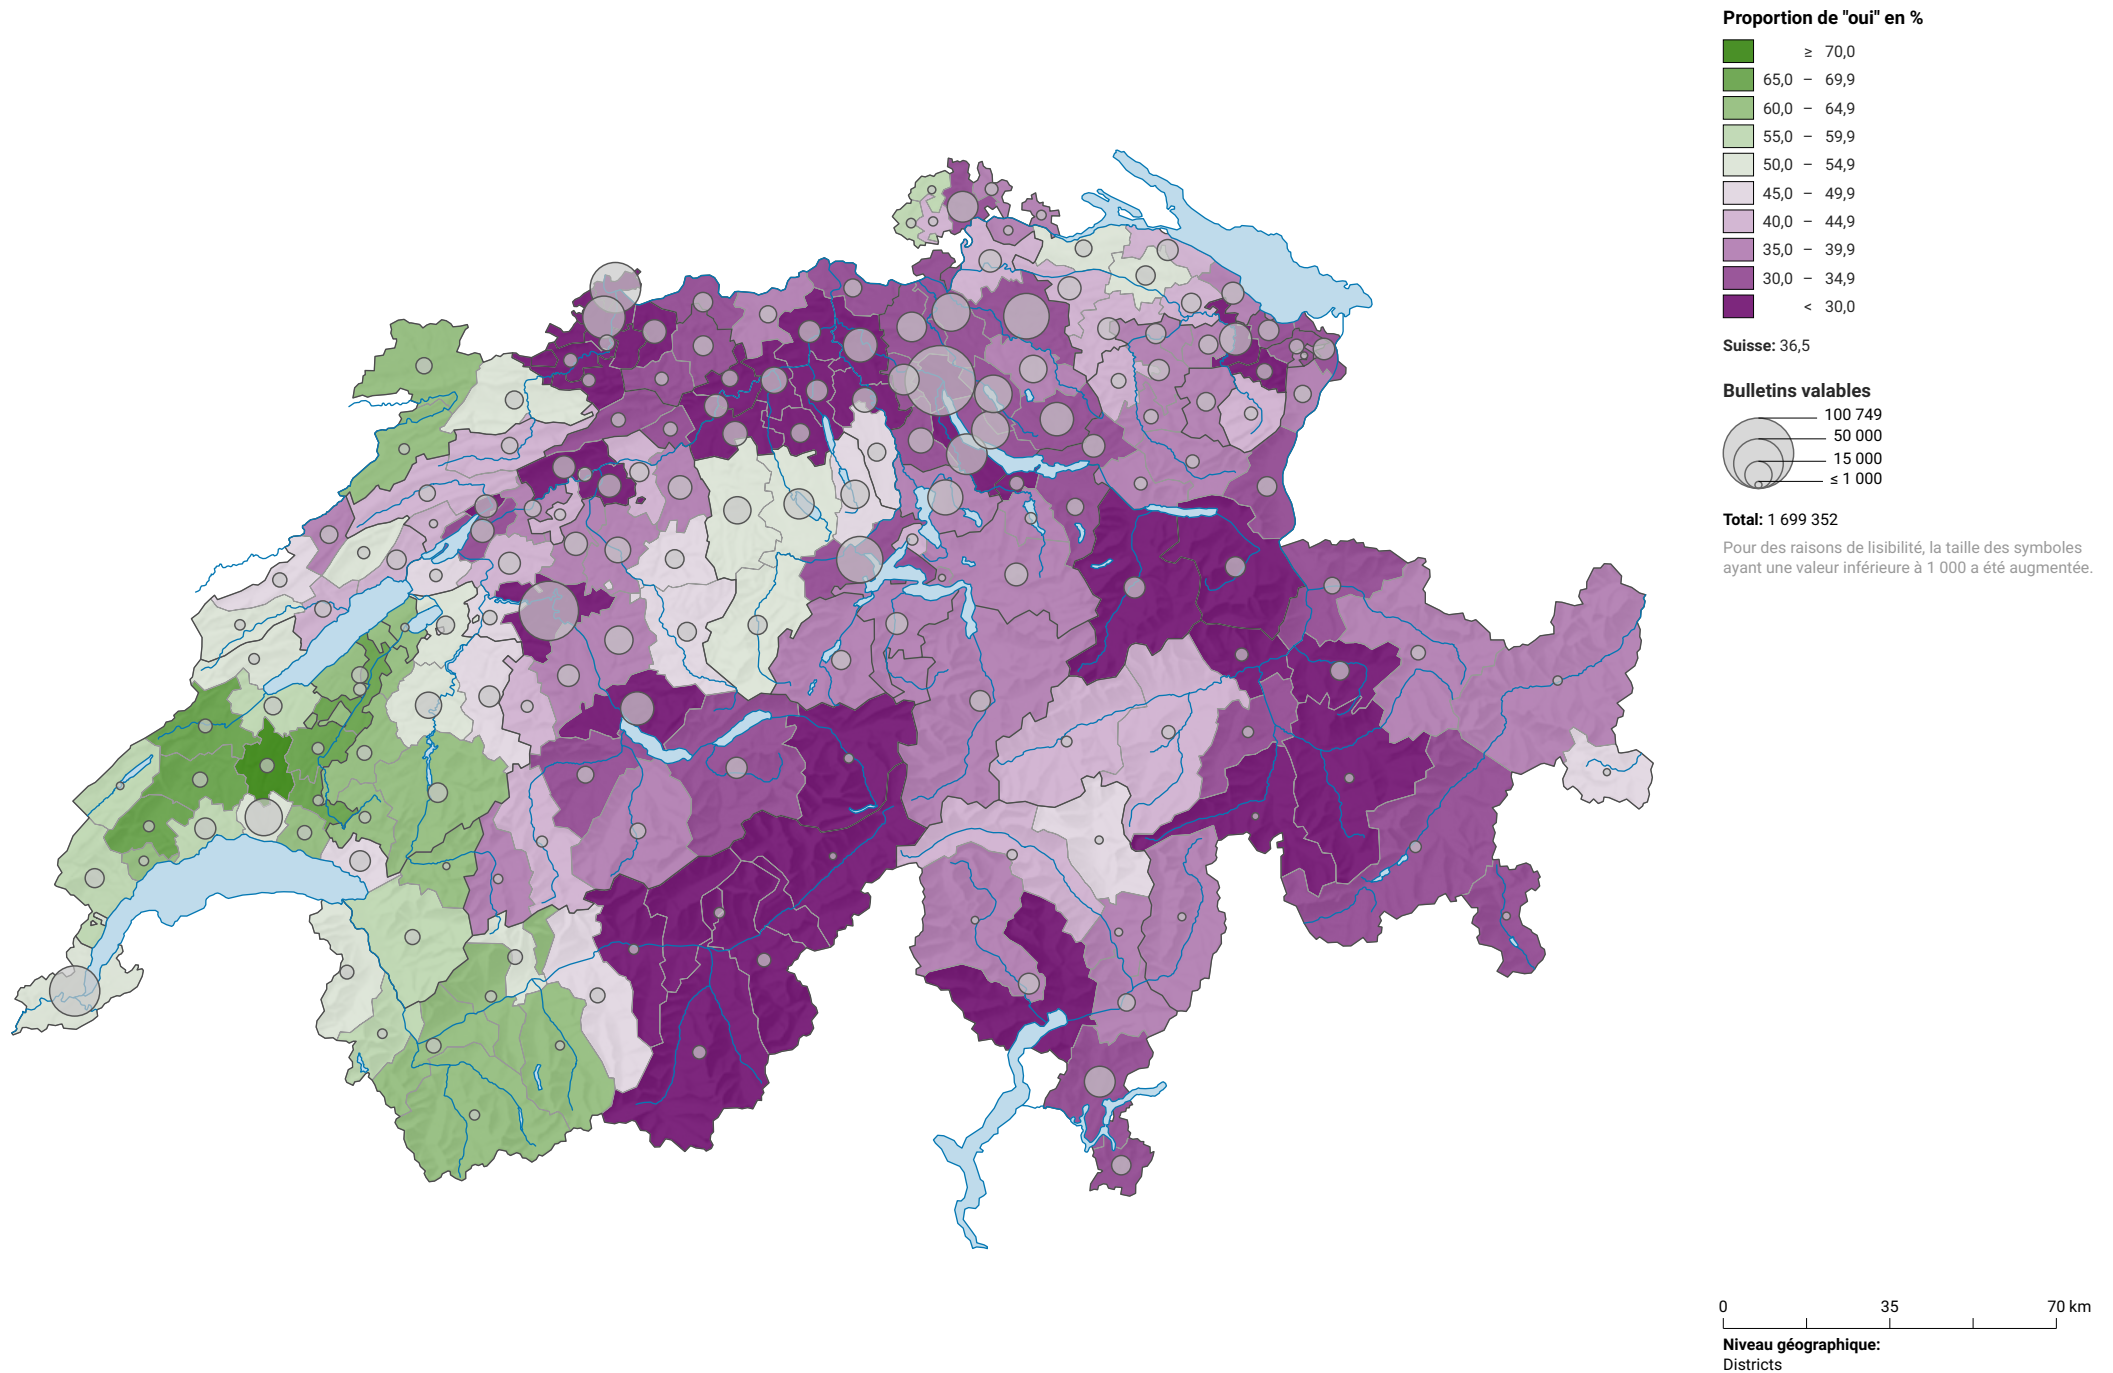 Proportion de "oui" en %
≥ 70,0
65,0 – 69,9
60,0 – 64,9
55,0 – 59,9
50,0 – 54,9
45,0 – 49,9
40,0 – 44,9
35,0 – 39,9
30,0 – 34,9
< 30,0
Suisse: 36,5
Bulletins valables
100 749
50 000
15 000
≤ 1 000
Total: 1 699 352
Pour des raisons de lisibilité, la taille des symboles
ayant une valeur inférieure à 1 000 a été augmentée.
0 35 70 km
Niveau géographique:
Districts